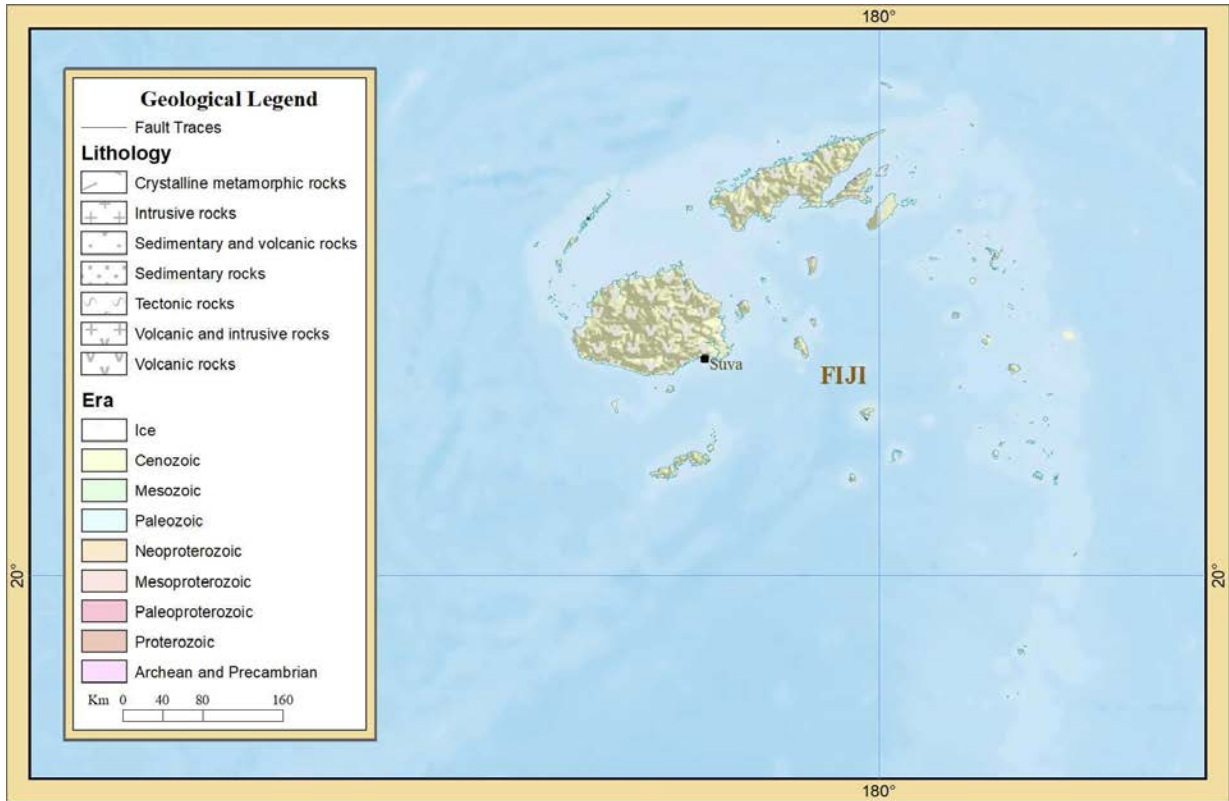 180°
Geological Legend
Fault Traces
Lithology
Crystalline metamorphic rocks
Intrusive rocks
Sedimentary and volcanic rocks
Sedimentary rocks
Tectonic rocks
Volcanic and intrusive rocks
Volcanic rocks
Era
Ice
Cenozoic
Mesozoic
Paleozoic
Neoproterozoic
Mesoproterozoic
Paleoproterozoic
Proterozoic
Archean and Precambrian
Km 0 40 80 160
Suva
FIJI
20°
20°
180°